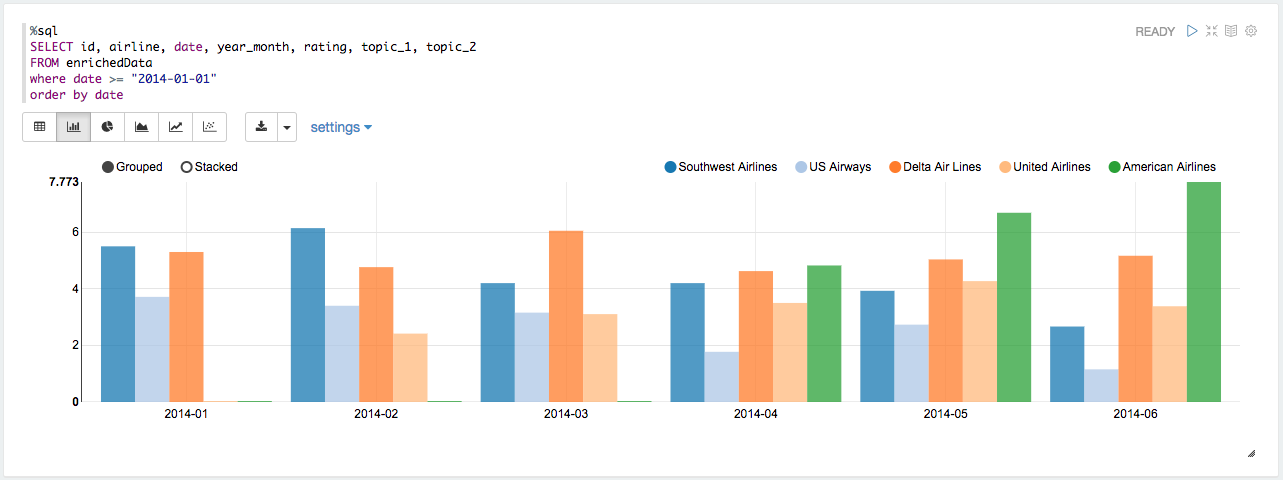 %sql
READY
SELECT id, airline, date, year_month, rating, topic_1, topic_2
FROM enrichedData
where date >= "2014-01-01"
order by date
settings
Grouped Stacked Southwest Airlines US Airways Delta Air Lines United Airlines American Airlines
7.773
6
4
2
0
2014-01 2014-02 2014-03 2014-04 2014-05 2014-06